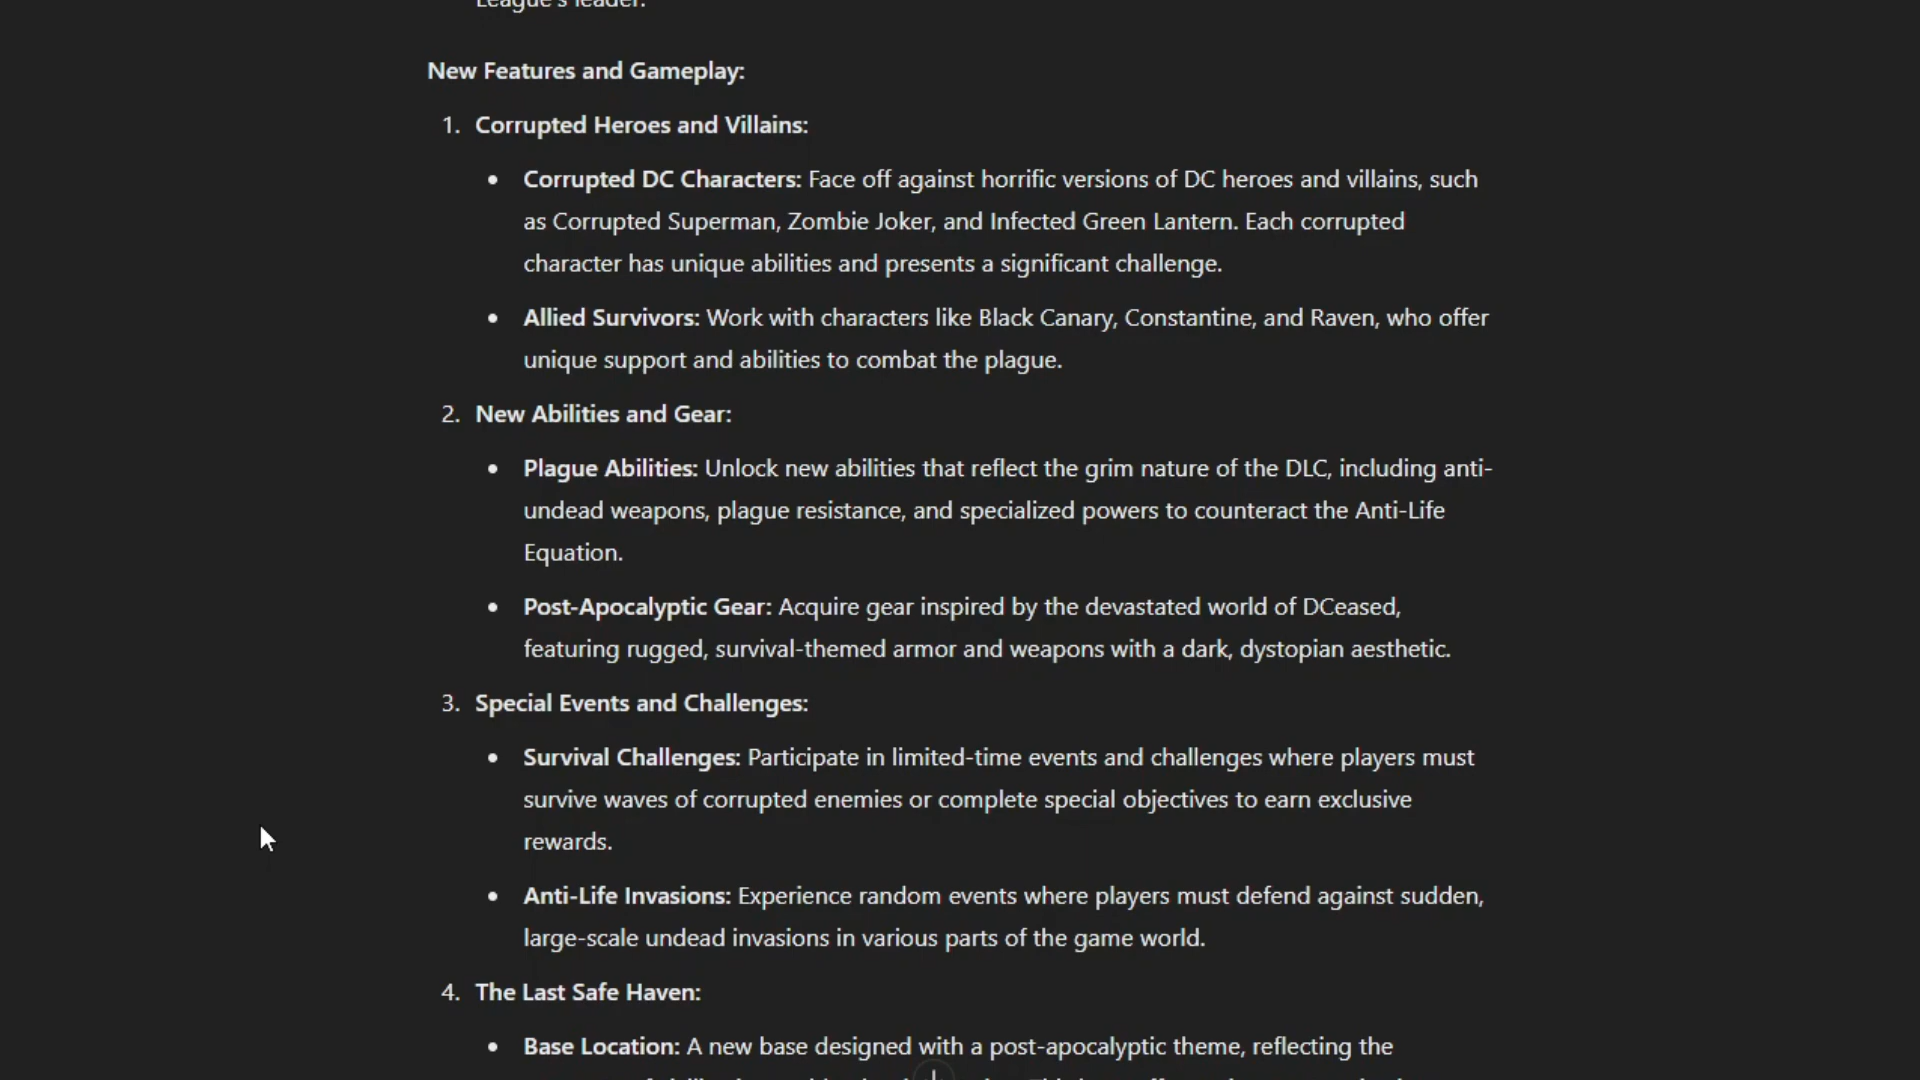 League's leader.
New Features and Gameplay:
1. Corrupted Heroes and Villains:
• Corrupted DC Characters: Face off against horrific versions of DC heroes and villains, such
as Corrupted Superman, Zombie Joker, and Infected Green Lantern. Each corrupted
character has unique abilities and presents a significant challenge.
• Allied Survivors: Work with characters like Black Canary, Constantine, and Raven, who offer
unique support and abilities to combat the plague.
2. New Abilities and Gear:
• Plague Abilities: Unlock new abilities that reflect the grim nature of the DLC, including anti-
undead weapons, plague resistance, and specialized powers to counteract the Anti-Life
Equation.
• Post-Apocalyptic Gear: Acquire gear inspired by the devastated world of DCeased,
featuring rugged, survival-themed armor and weapons with a dark, dystopian aesthetic.
3. Special Events and Challenges:
• Survival Challenges: Participate in limited-time events and challenges where players must
survive waves of corrupted enemies or complete special objectives to earn exclusive
rewards.
• Anti-Life Invasions: Experience random events where players must defend against sudden,
large-scale undead invasions in various parts of the game world.
4. The Last Safe Haven:
• Base Location: A new base designed with a post-apocalyptic theme, reflecting the